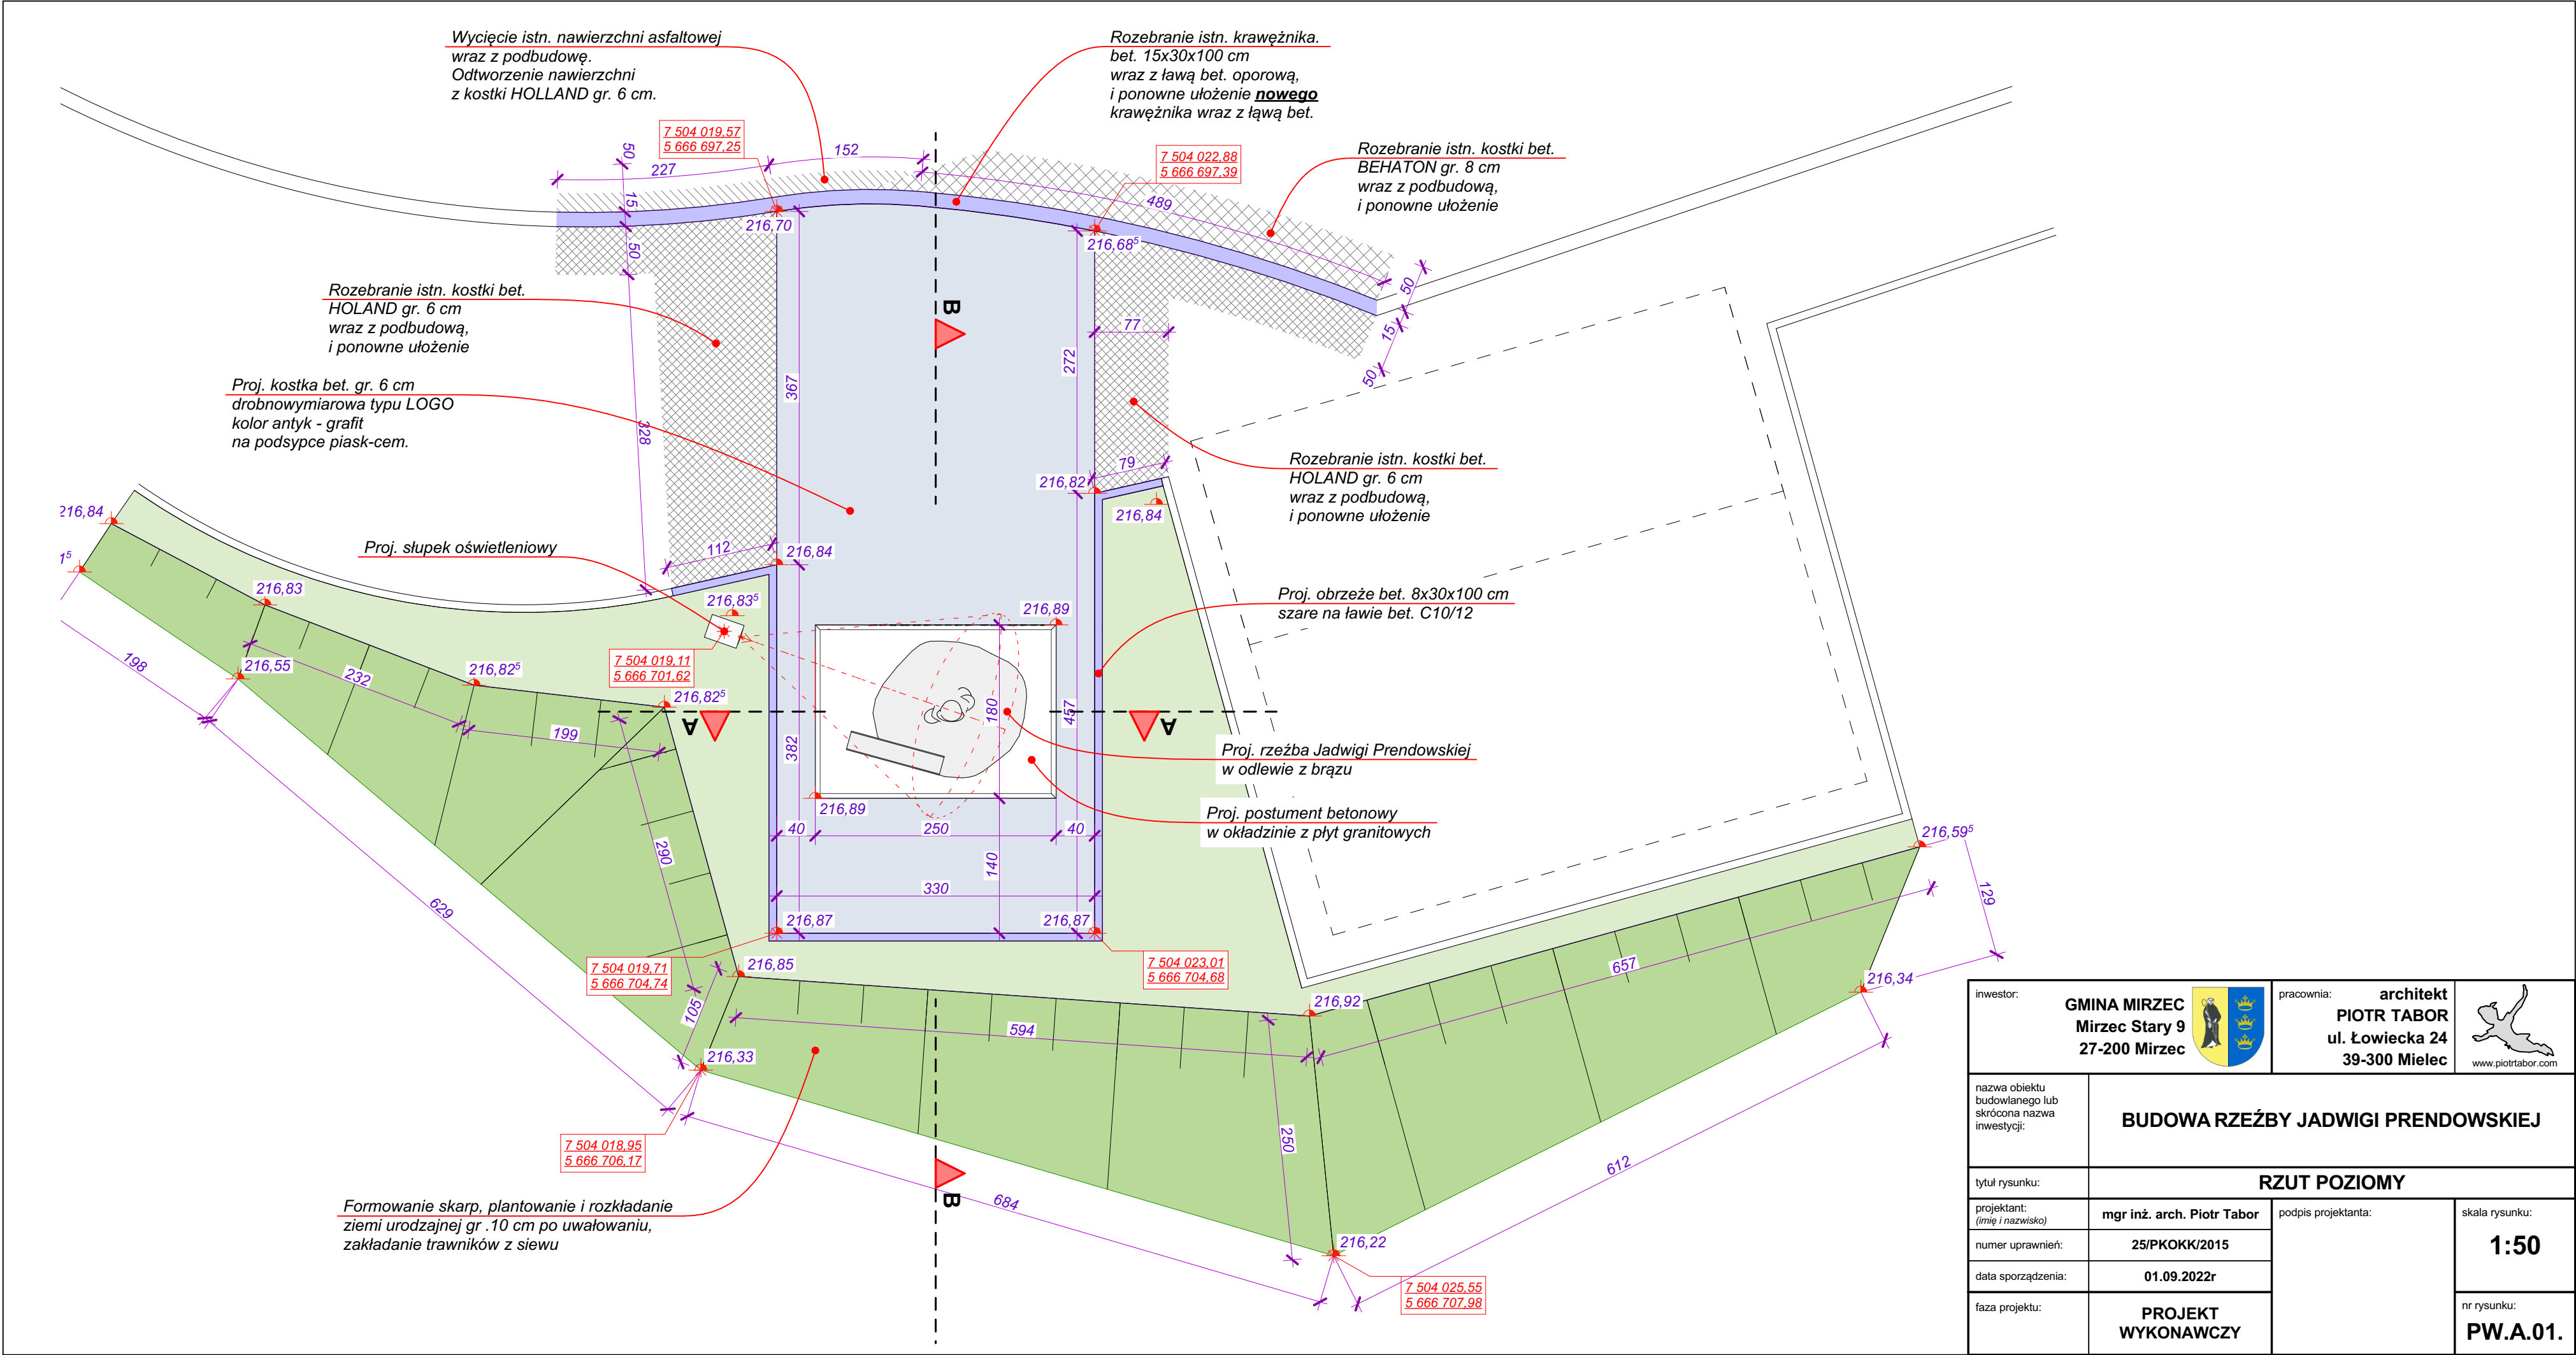 Wycięcie istn. nawierzchni asfaltowej
wraz z podbudowę.
Odtworzenie nawierzchni
z kostki HOLLAND gr. 6 cm.
Rozebranie istn. krawężnika.
bet. 15x30x100 cm
wraz z ławą bet. oporową,
i ponowne ułożenie nowego
krawężnika wraz z łąwą bet.
Rozebranie istn. kostki bet.
BEHATON gr. 8 cm
wraz z podbudową,
i ponowne ułożenie
7 504 019,57
5 666 697,25
7 504 022,88
5 666 697,39
50
227
152
489
15
50
216,70
216,68⁵
50
15
50
B
77
272
367
328
Rozebranie istn. kostki bet.
HOLAND gr. 6 cm
wraz z podbudową,
i ponowne ułożenie
Proj. kostka bet. gr. 6 cm
drobnowymiarowa typu LOGO
kolor antyk - grafit
na podsypce piask-cem.
Rozebranie istn. kostki bet.
HOLAND gr. 6 cm
wraz z podbudową,
i ponowne ułożenie
79
216,82
216,84
216,84
1⁵
Proj. słupek oświetleniowy
112
216,84
216,83
216,83⁵
216,89
Proj. obrzeże bet. 8x30x100 cm
szare na ławie bet. C10/12
198
216,55
232
216,82⁵
7 504 019,11
5 666 701,62
216,82⁵
199
A
A
180
457
382
Proj. rzeźba Jadwigi Prendowskiej
w odlewie z brązu
Proj. postument betonowy
w okładzinie z płyt granitowych
216,89
40
250
40
290
140
330
216,87
216,87
629
216,59⁵
129
657
216,34
7 504 019,71
5 666 704,74
216,85
7 504 023,01
5 666 704,68
105
216,92
594
216,33
250
7 504 018,95
5 666 706,17
B
684
612
Formowanie skarp, plantowanie i rozkładanie
ziemi urodzajnej gr .10 cm po uwałowaniu,
zakładanie trawników z siewu
216,22
7 504 025,55
5 666 707,98
inwestor:
GMINA MIRZEC
Mirzec Stary 9
27-200 Mirzec
pracownia:
architekt
PIOTR TABOR
ul. Łowiecka 24
39-300 Mielec
www.piotrtabor.com
nazwa obiektu
budowlanego lub
skrócona nazwa
inwestycji:
BUDOWA RZEŹBY JADWIGI PRENDOWSKIEJ
tytuł rysunku:
RZUT POZIOMY
projektant:
(imię i nazwisko)
mgr inż. arch. Piotr Tabor
podpis projektanta:
skala rysunku:
1:50
numer uprawnień:
25/PKOKK/2015
data sporządzenia:
01.09.2022r
faza projektu:
PROJEKT
WYKONAWCZY
nr rysunku:
PW.A.01.